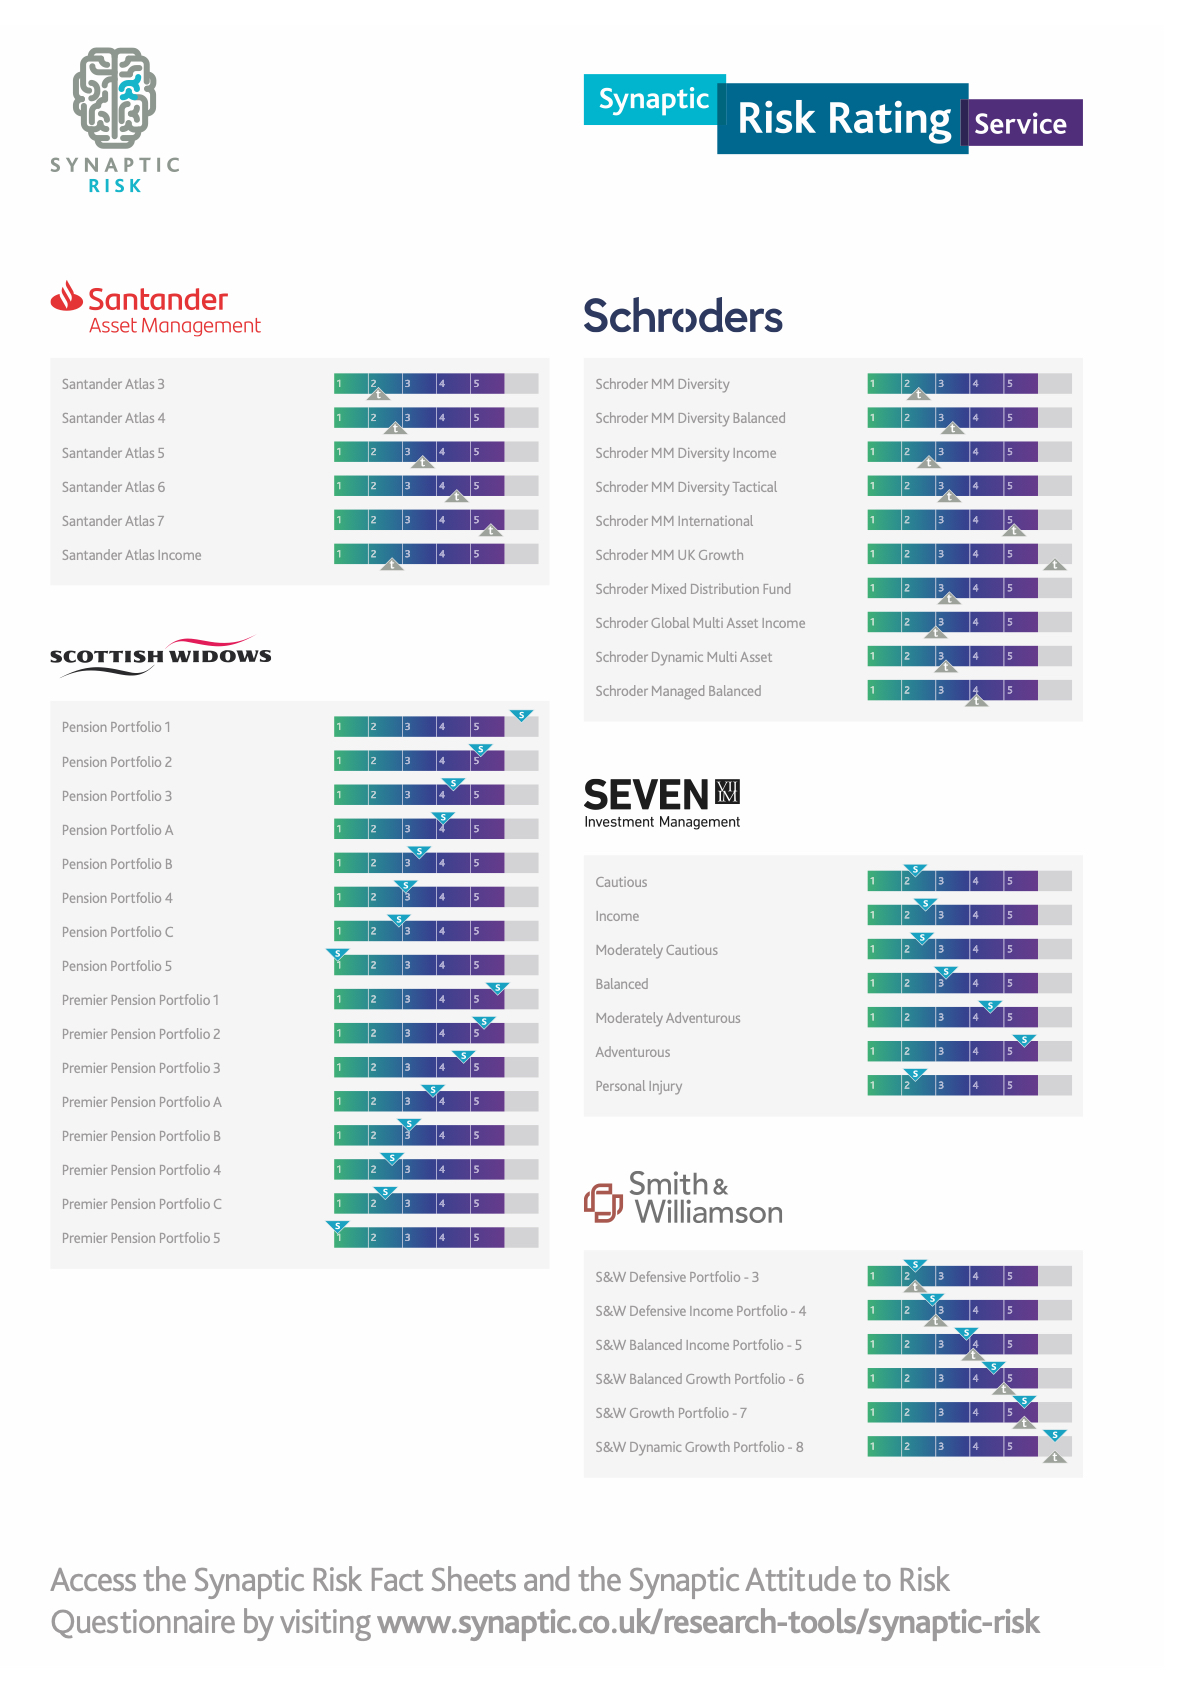 SYNAPTIC
RISK
Synaptic Risk Rating Service
Santander
Asset Management
Santander Atlas 3 1 2 3 4 5
t
Santander Atlas 4 1 2 3 4 5
t
Santander Atlas 5 1 2 3 4 5
t
Santander Atlas 6 1 2 3 4 5
t
Santander Atlas 7 1 2 3 4 5
t
Santander Atlas Income 1 2 3 4 5
t
SCOTTISH WIDOWS
s
Pension Portfolio 1 1 2 3 4 5
s
Pension Portfolio 2 1 2 3 4 5
s
Pension Portfolio 3 1 2 3 4 5
s
Pension Portfolio A 1 2 3 4 5
s
Pension Portfolio B 1 2 3 4 5
s
Pension Portfolio 4 1 2 3 4 5
s
Pension Portfolio C 1 2 3 4 5
s
Pension Portfolio 5 1 2 3 4 5
s
Premier Pension Portfolio 1 1 2 3 4 5
s
Premier Pension Portfolio 2 1 2 3 4 5
s
Premier Pension Portfolio 3 1 2 3 4 5
s
Premier Pension Portfolio A 1 2 3 4 5
s
Premier Pension Portfolio B 1 2 3 4 5
s
Premier Pension Portfolio 4 1 2 3 4 5
s
Premier Pension Portfolio C 1 2 3 4 5
s
Premier Pension Portfolio 5 1 2 3 4 5
Schroders
Schroder MM Diversity 1 2 3 4 5
t
Schroder MM Diversity Balanced 1 2 3 4 5
t
Schroder MM Diversity Income 1 2 3 4 5
t
Schroder MM Diversity Tactical 1 2 3 4 5
t
Schroder MM International 1 2 3 4 5
t
Schroder MM UK Growth 1 2 3 4 5
t
Schroder Mixed Distribution Fund 1 2 3 4 5
t
Schroder Global Multi Asset Income 1 2 3 4 5
t
Schroder Dynamic Multi Asset 1 2 3 4 5
t
Schroder Managed Balanced 1 2 3 4 5
t
SEVEN VII IM
Investment Management
s
Cautious 1 2 3 4 5
s
Income 1 2 3 4 5
s
Moderately Cautious 1 2 3 4 5
s
Balanced 1 2 3 4 5
s
Moderately Adventurous 1 2 3 4 5
s
Adventurous 1 2 3 4 5
s
Personal Injury 1 2 3 4 5
Smith &
Williamson
s
S&W Defensive Portfolio - 3 1 2 3 4 5
t
s
S&W Defensive Income Portfolio - 4 1 2 3 4 5
t
s
S&W Balanced Income Portfolio - 5 1 2 3 4 5
t
s
S&W Balanced Growth Portfolio - 6 1 2 3 4 5
t
s
S&W Growth Portfolio - 7 1 2 3 4 5
t
s
S&W Dynamic Growth Portfolio - 8 1 2 3 4 5
t
Access the Synaptic Risk Fact Sheets and the Synaptic Attitude to Risk
Questionnaire by visiting www.synaptic.co.uk/research-tools/synaptic-risk